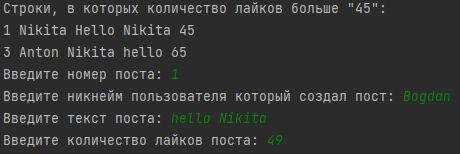 Строки, в которых количество лайков больше "45":
1 Nikita Hello Nikita 45
3 Anton Nikita hello 65
Введите номер поста: 1
Введите никнейм пользователя который создал пост: Bogdan
Введите текст поста: hello Nikita
Введите количество лайков поста: 49